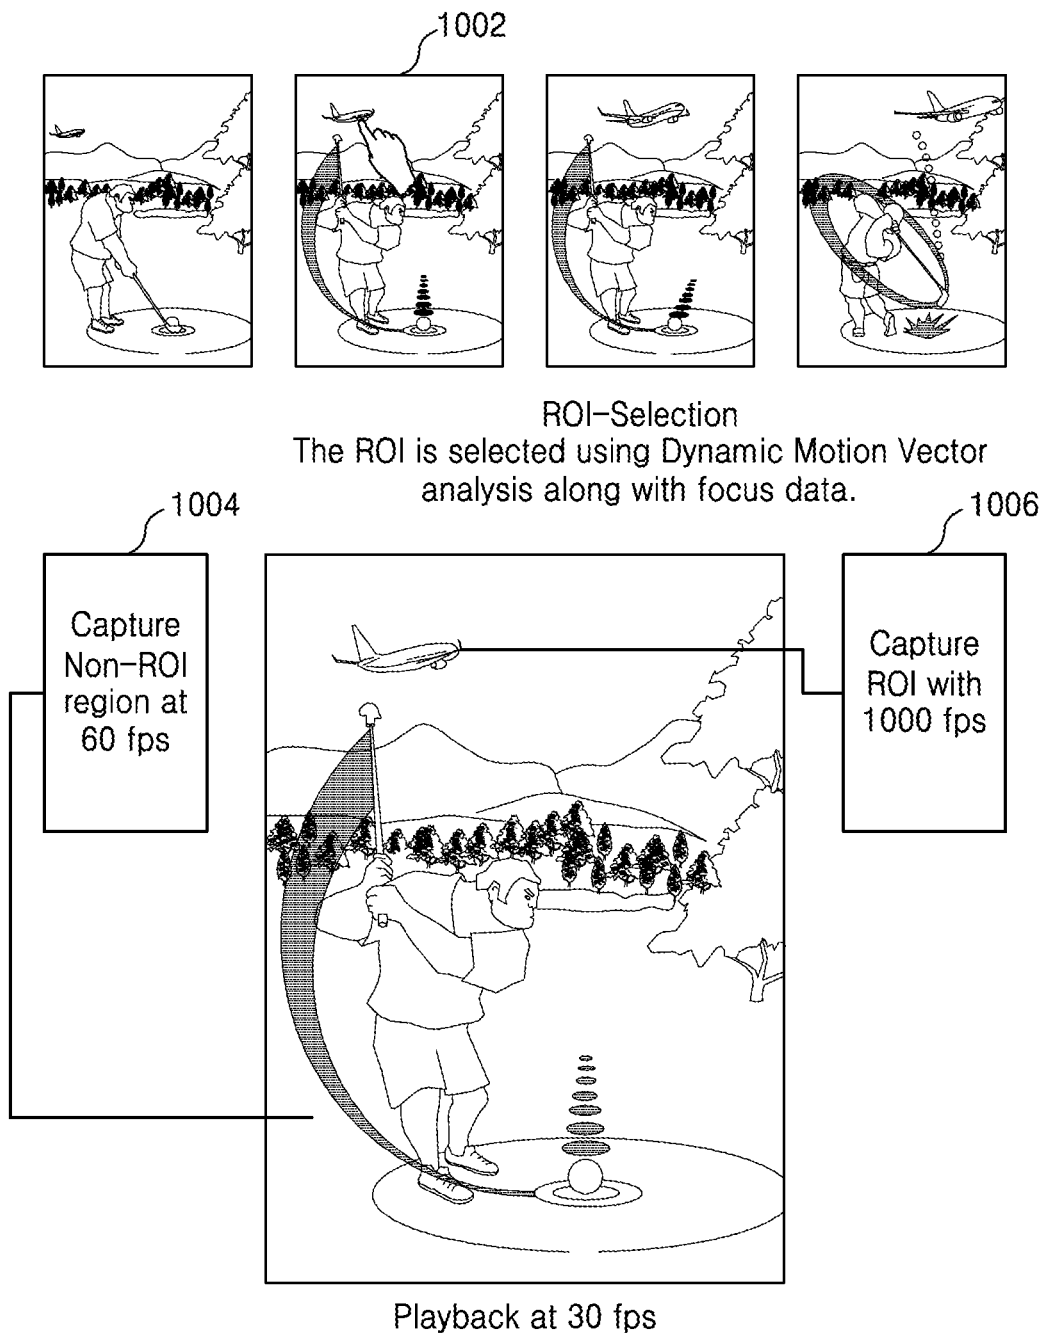 1002
ROI-Selection
The ROI is selected using Dynamic Motion Vector
analysis along with focus data.
1004
1006
Capture
Non-ROI
region at
60 fps
Capture
ROI with
1000 fps
Playback at 30 fps